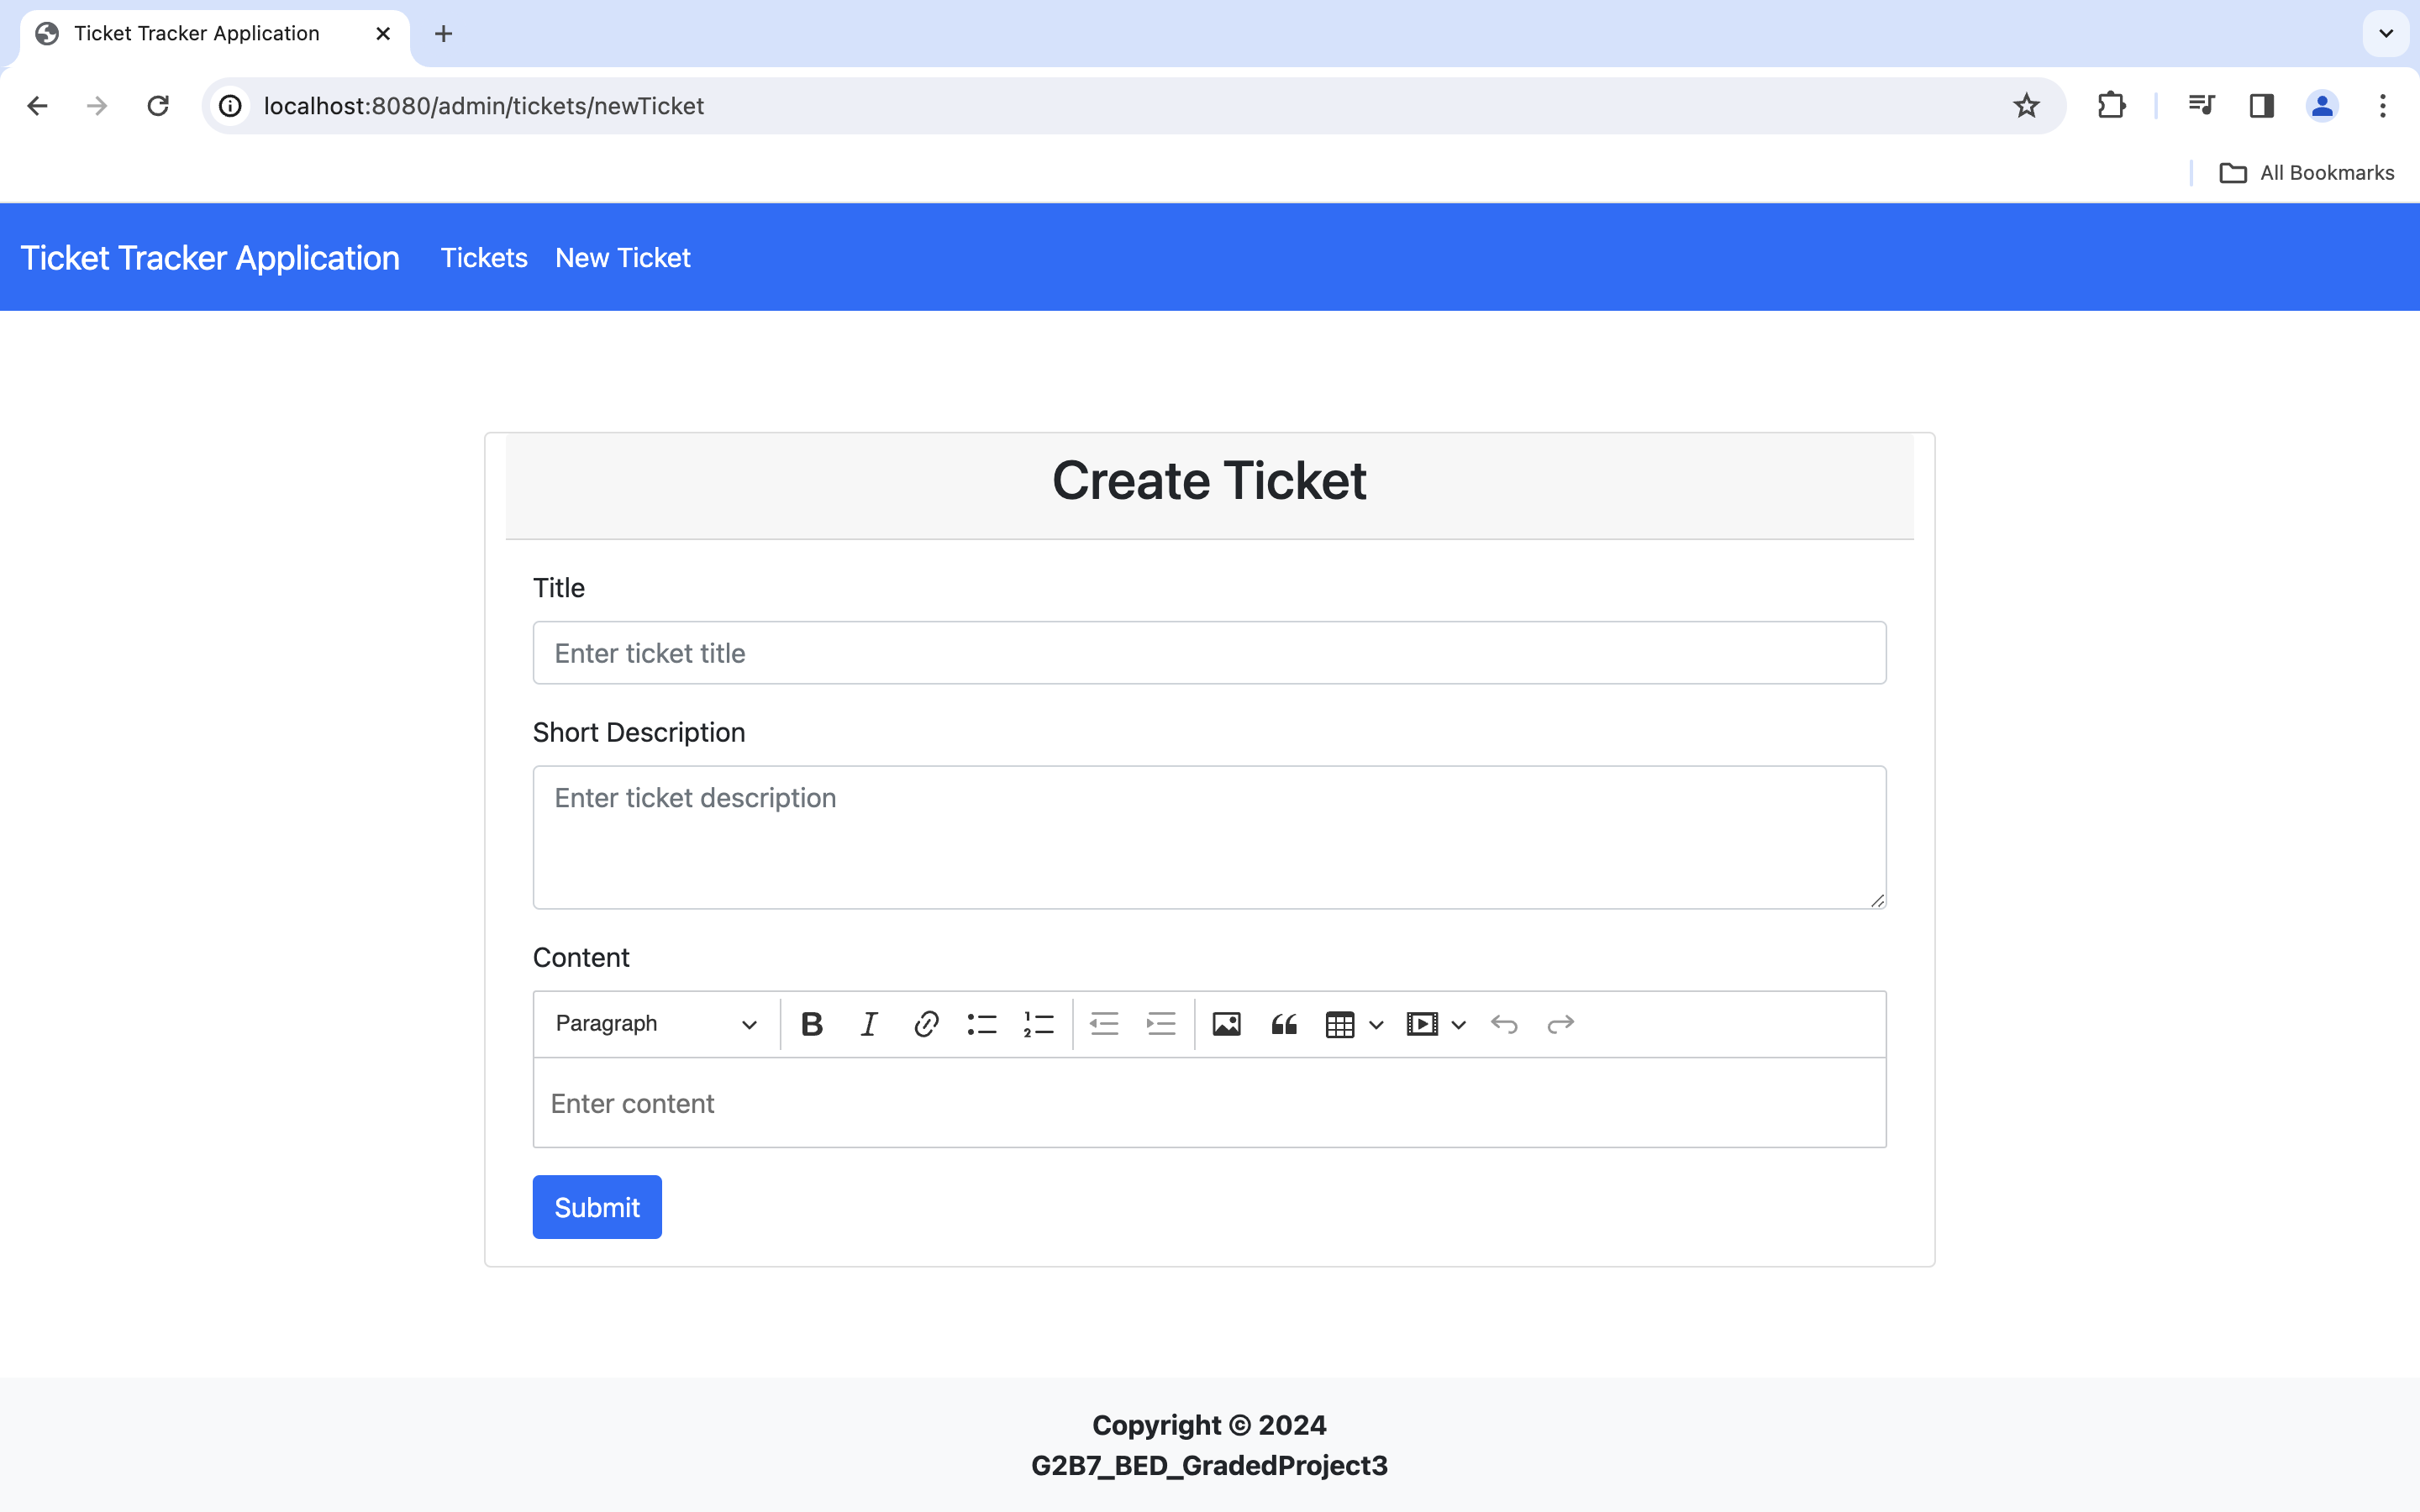 Ticket Tracker Application
localhost:8080/admin/tickets/newTicket
All Bookmarks
Ticket Tracker Application Tickets New Ticket
Create Ticket
Title
Enter ticket title
Short Description
Enter ticket description
Content
Paragraph
Enter content
Submit
Copyright © 2024
G2B7_BED_GradedProject3